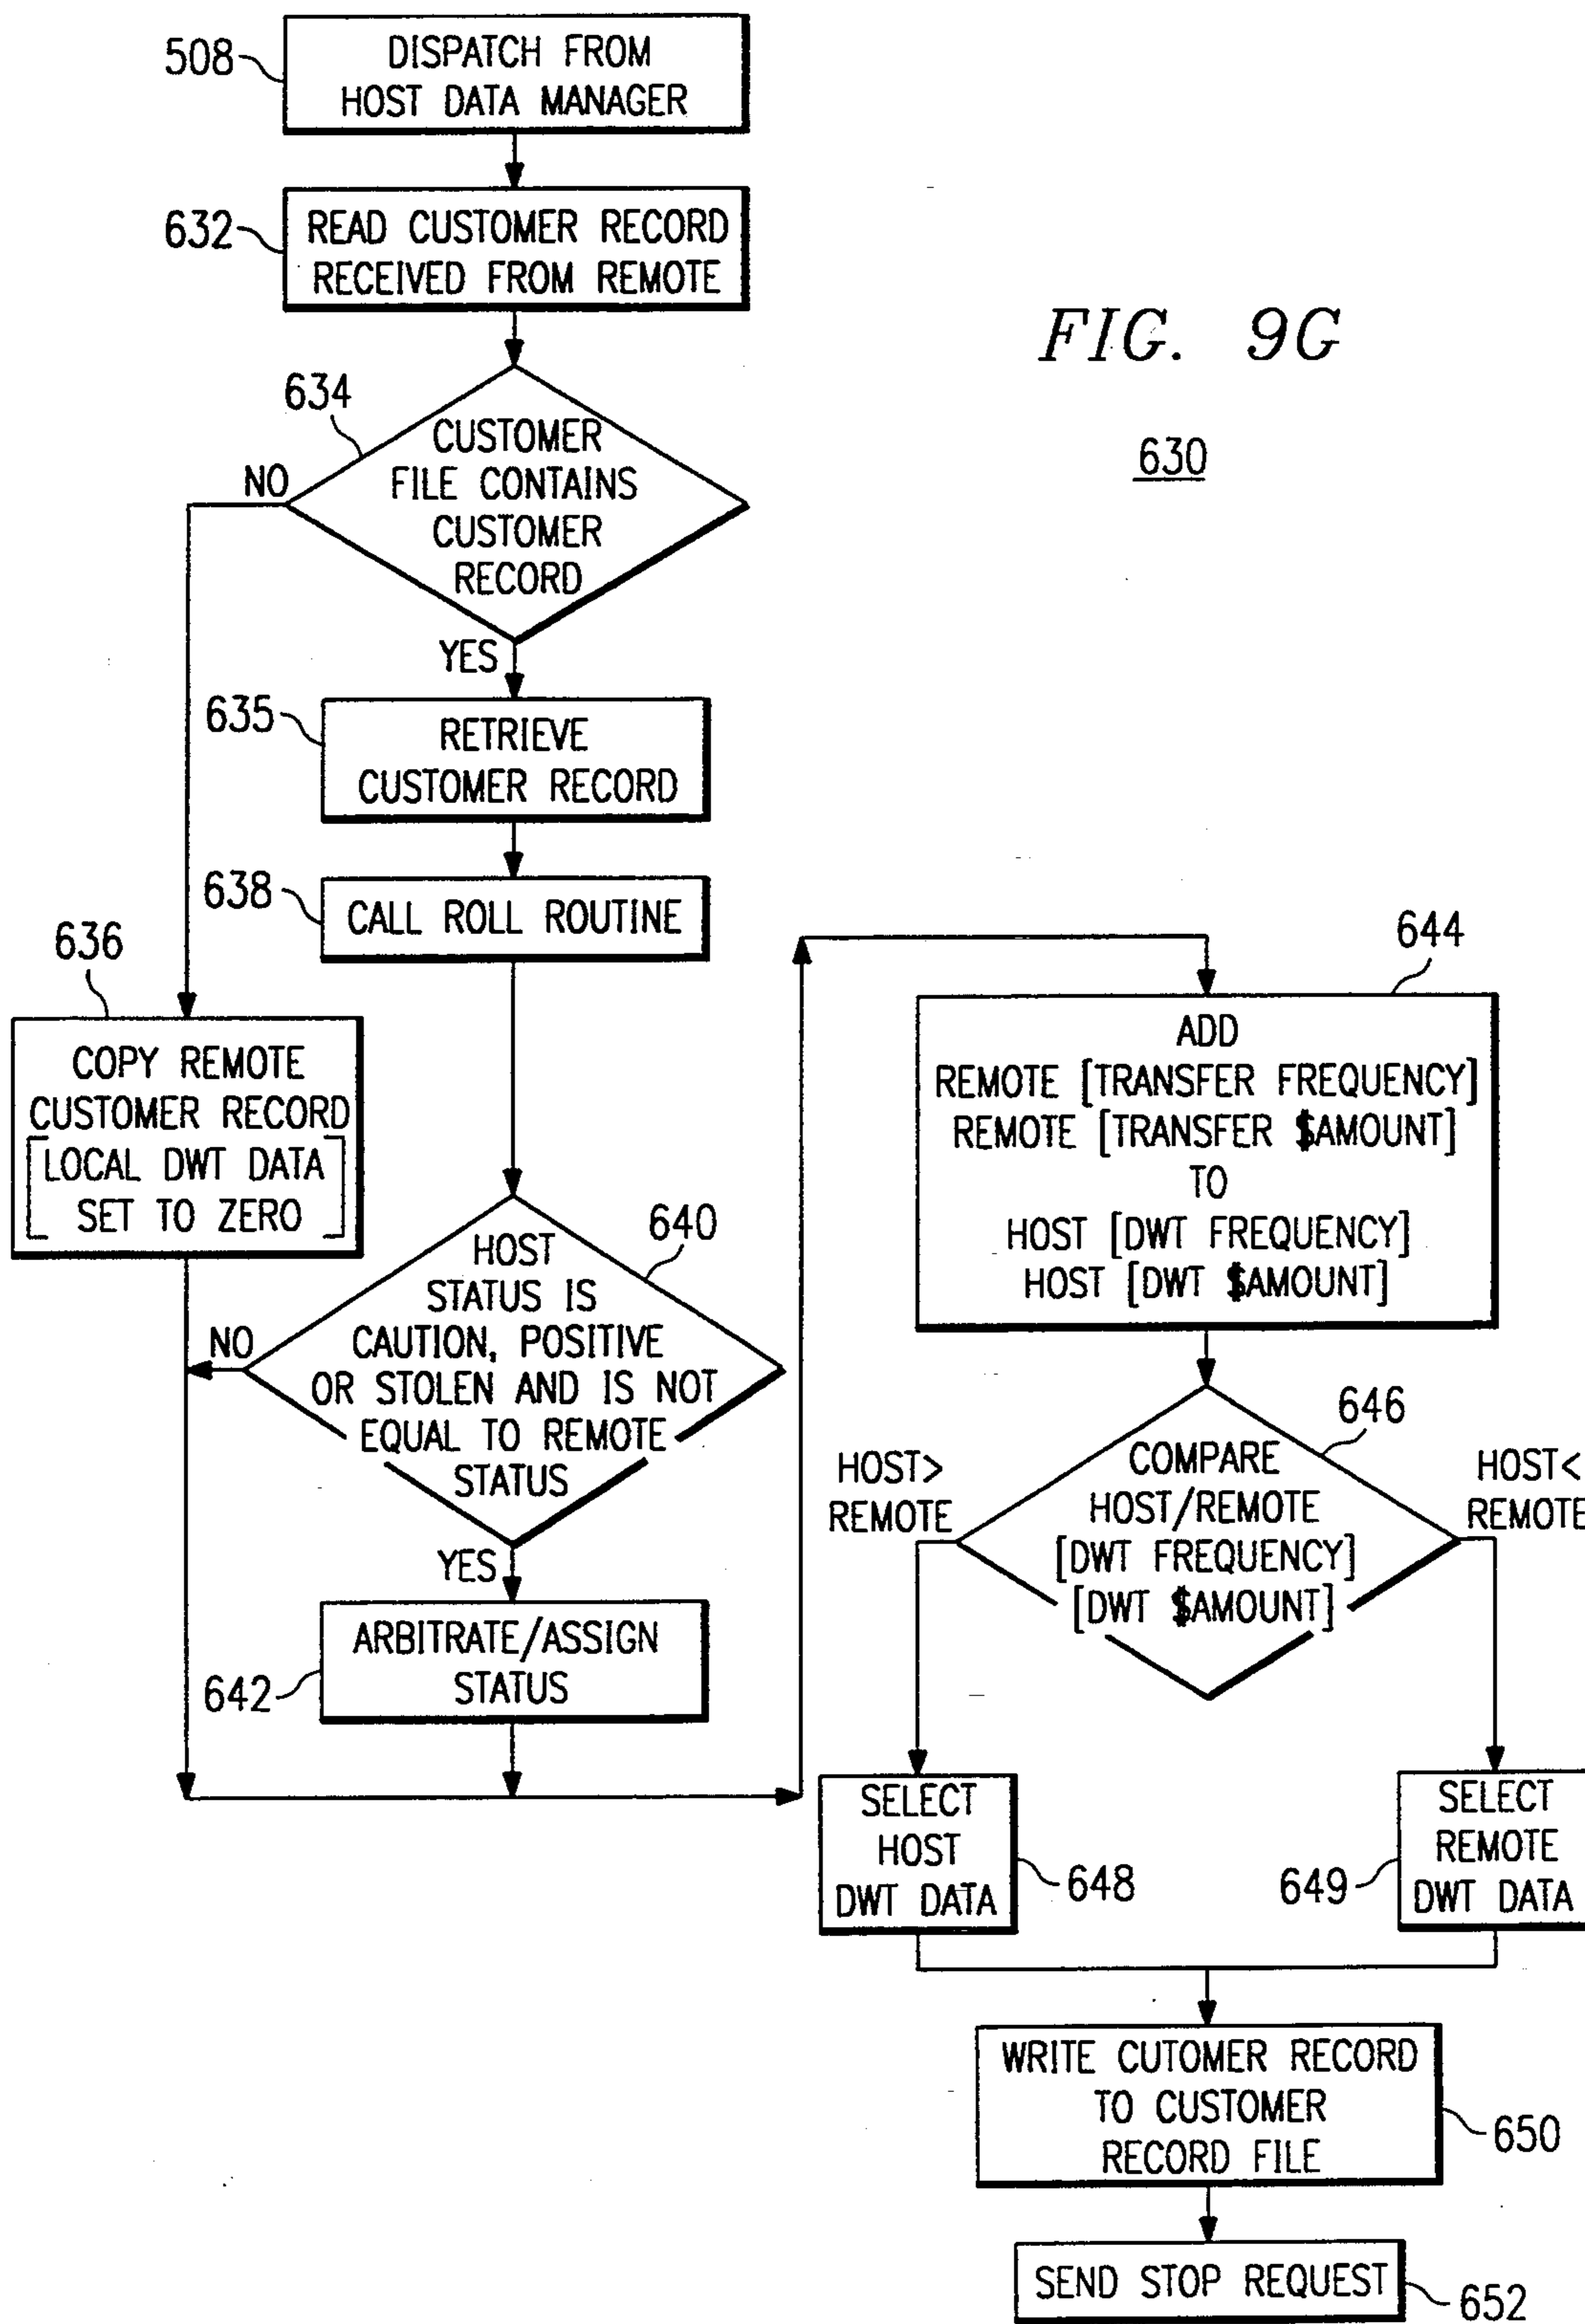 508
DISPATCH FROM
HOST DATA MANAGER
632
READ CUSTOMER RECORD
RECEIVED FROM REMOTE
FIG. 9G
630
634
CUSTOMER
FILE CONTAINS
CUSTOMER
RECORD
NO
YES
635
RETRIEVE
CUSTOMER RECORD
638
CALL ROLL ROUTINE
636
COPY REMOTE
CUSTOMER RECORD
[LOCAL DWT DATA
SET TO ZERO]
640
HOST
STATUS IS
CAUTION, POSITIVE
OR STOLEN AND IS NOT
EQUAL TO REMOTE
STATUS
NO
YES
642
ARBITRATE/ASSIGN
STATUS
644
ADD
REMOTE [TRANSFER FREQUENCY]
REMOTE [TRANSFER $AMOUNT]
TO
HOST [DWT FREQUENCY]
HOST [DWT $AMOUNT]
646
COMPARE
HOST/REMOTE
[DWT FREQUENCY]
[DWT $AMOUNT]
HOST>
REMOTE
HOST<
REMOTE
SELECT
HOST
DWT DATA
648
SELECT
REMOTE
DWT DATA
649
WRITE CUTOMER RECORD
TO CUSTOMER
RECORD FILE
650
SEND STOP REQUEST
652